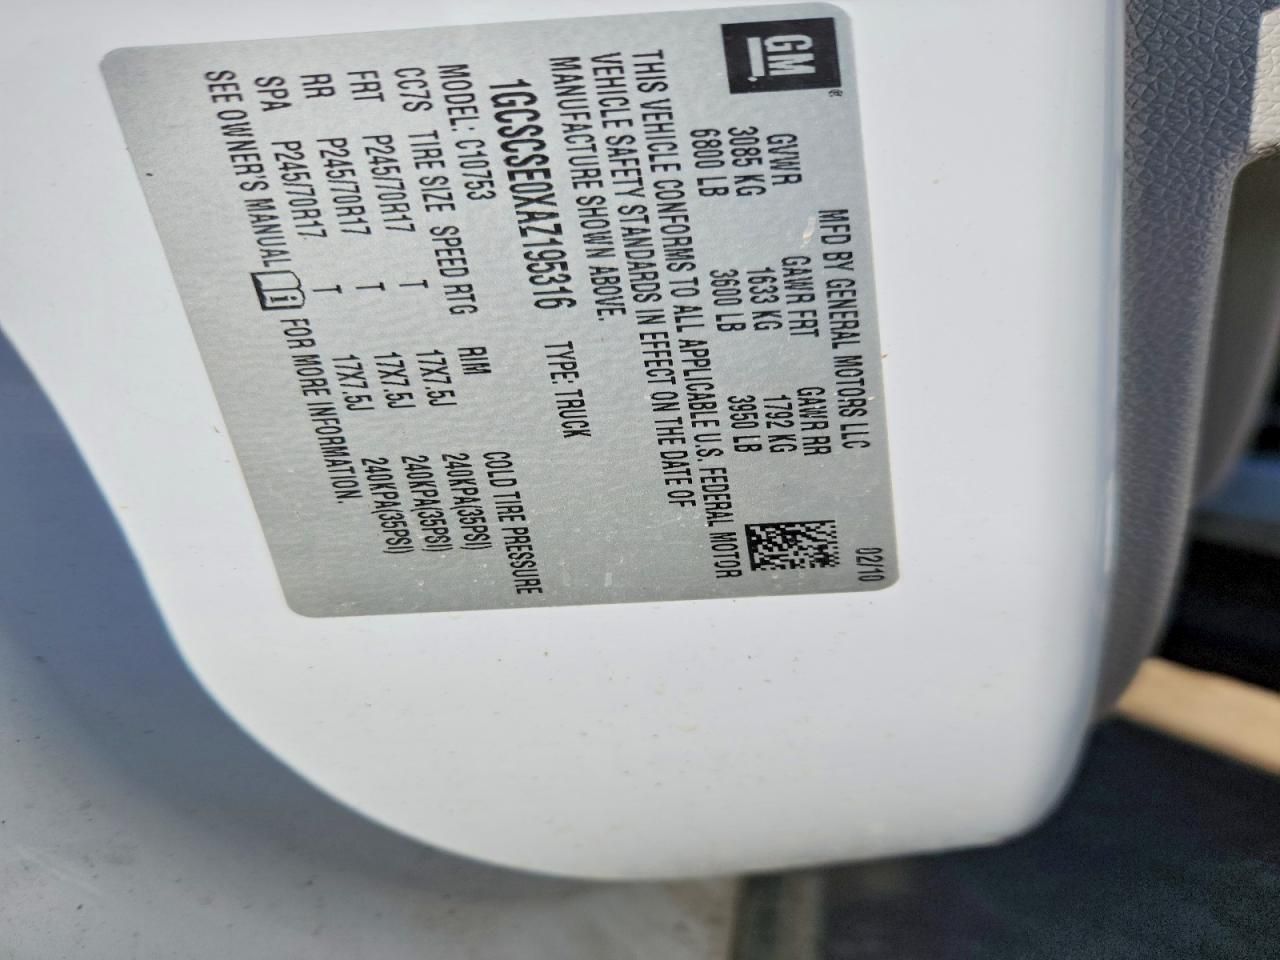 GM
MFD BY GENERAL MOTORS LLC 02/10
GVWR GAWR FRT GAWR RR
3085 KG 1633 KG 1792 KG
6800 LB 3600 LB 3950 LB
THIS VEHICLE CONFORMS TO ALL APPLICABLE U.S. FEDERAL MOTOR
VEHICLE SAFETY STANDARDS IN EFFECT ON THE DATE OF
MANUFACTURE SHOWN ABOVE.
1GCSCSE0XAZ195316 TYPE: TRUCK
MODEL: C10753
CC7S TIRE SIZE SPEED RTG RIM COLD TIRE PRESSURE
FRT P245/70R17 T 17X7.5J 240KPA(35PSI)
RR P245/70R17 T 17X7.5J 240KPA(35PSI)
SPA P245/70R17 T 17X7.5J 240KPA(35PSI)
SEE OWNER'S MANUAL FOR MORE INFORMATION.